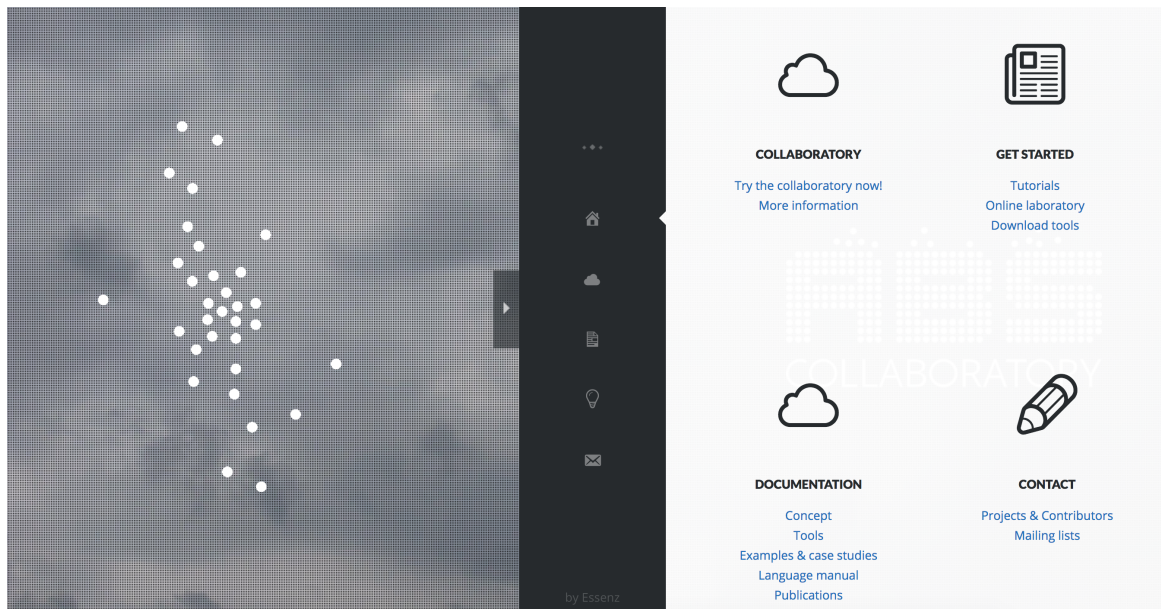 COLLABORATORY
Try the collaboratory now!
More information
GET STARTED
Tutorials
Online laboratory
Download tools
ABS
COLLABORATORY
DOCUMENTATION
Concept
Tools
Examples & case studies
Language manual
Publications
CONTACT
Projects & Contributors
Mailing lists
by Essenz